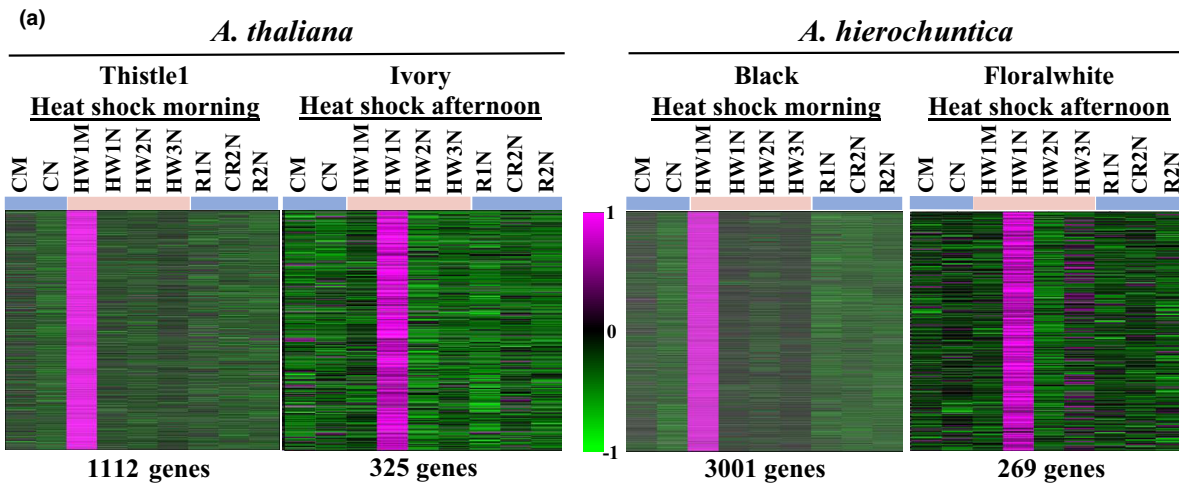 (a)
A. thaliana
A. hierochuntica
Thistle1
Ivory
Black
Floralwhite
Heat shock morning
Heat shock afternoon
Heat shock morning
Heat shock afternoon
CM
CN
HW1M
HW1N
HW2N
HW3N
R1N
CR2N
R2N
CM
CN
HW1M
HW1N
HW2N
HW3N
R1N
CR2N
R2N
CM
CN
HW1M
HW1N
HW2N
HW3N
R1N
CR2N
R2N
CM
CN
HW1M
HW1N
HW2N
HW3N
R1N
CR2N
R2N
1
0
-1
1112 genes
325 genes
3001 genes
269 genes